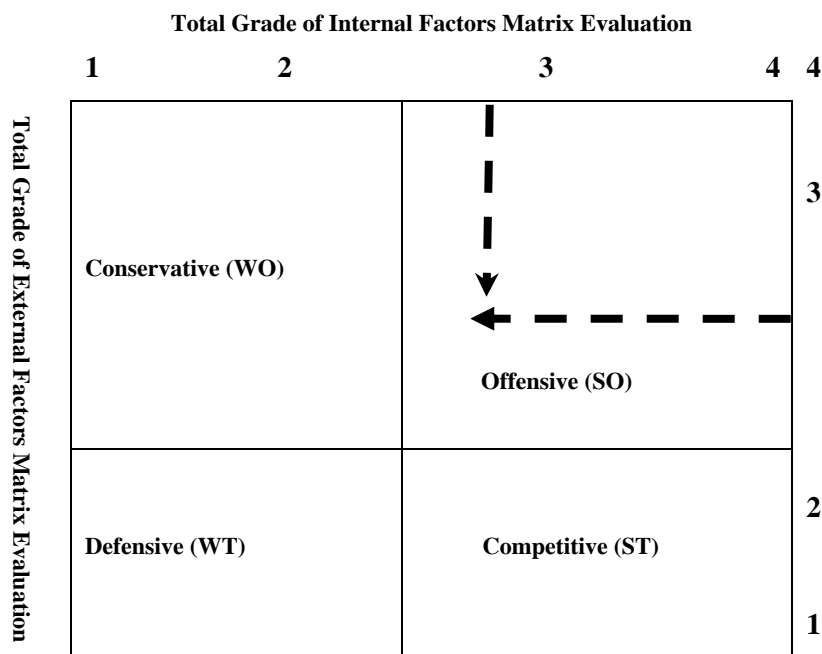 Total Grade of Internal Factors Matrix Evaluation
1 2 3 4 4
Total Grade of External Factors Matrix Evaluation
3
Conservative (WO)
Offensive (SO)
2
Defensive (WT) Competitive (ST)
1